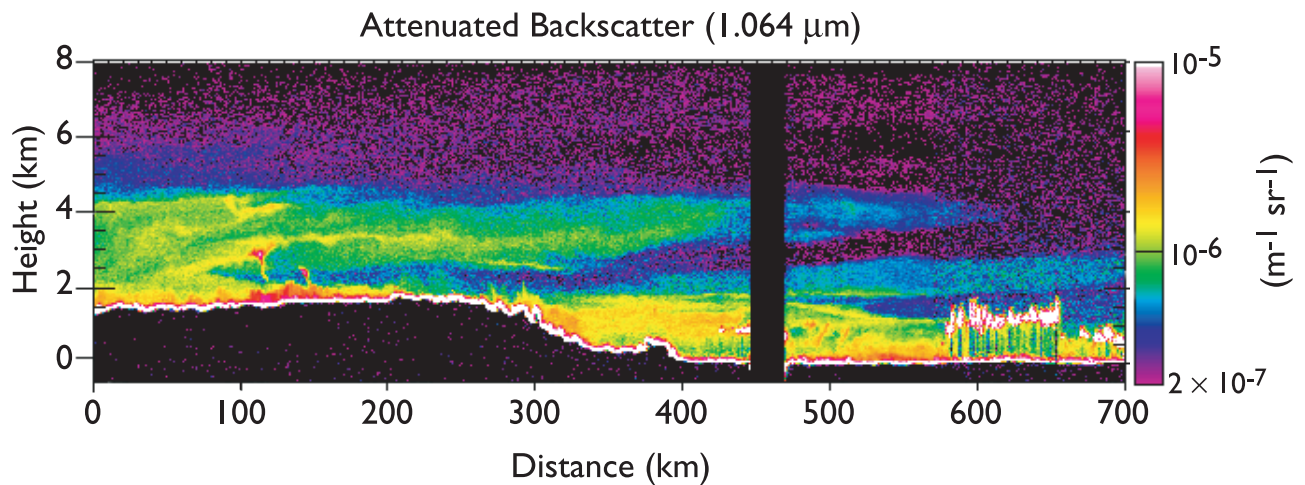 Attenuated Backscatter (1.064 μm)
8
6
4
2
0
Height (km)
0 100 200 300 400 500 600 700
Distance (km)
10-5
10-6
2 × 10-7
(m-1 sr-1)